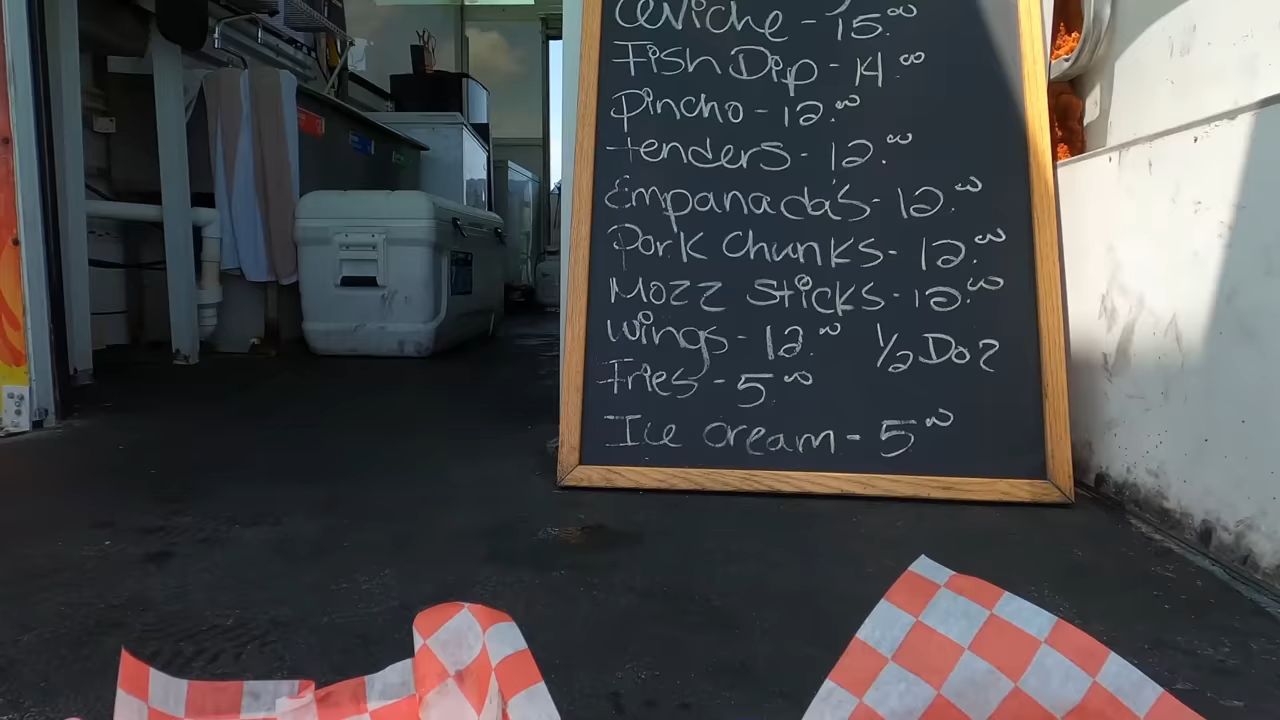 Ceviche - 15.00
Fish Dip - 14.00
Pincho - 12.00
Tenders - 12.00
Empanada's - 12.00
Pork Chunks - 12.00
Mozz Sticks - 12.00
Wings - 12.00 1/2 Doz
Fries - 5.00
Ice cream - 5.00